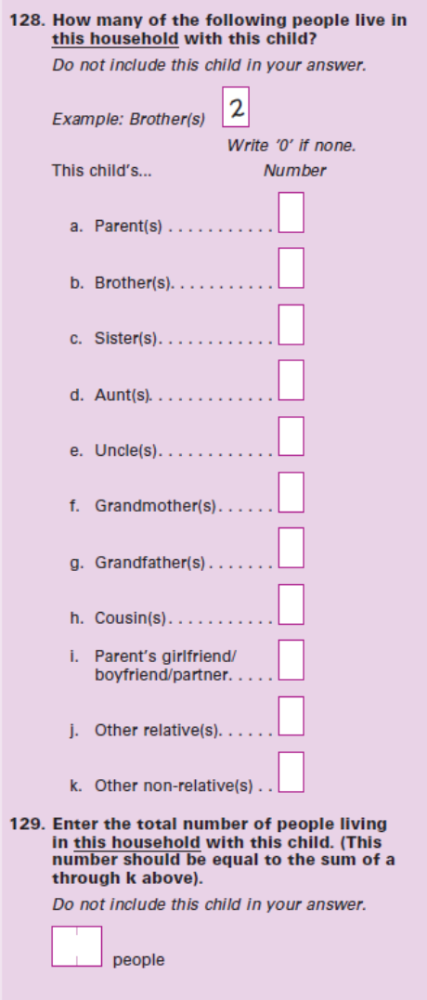 128. How many of the following people live in
this household with this child?
Do not include this child in your answer.
Example: Brother(s) 2
Write '0' if none.
This child's... Number
a. Parent(s) . . . . . . . . . . .
b. Brother(s). . . . . . . . . . .
c. Sister(s). . . . . . . . . . . .
d. Aunt(s). . . . . . . . . . . . .
e. Uncle(s). . . . . . . . . . . .
f. Grandmother(s). . . . . .
g. Grandfather(s) . . . . . . .
h. Cousin(s). . . . . . . . . . .
i. Parent's girlfriend/
boyfriend/partner. . . . .
j. Other relative(s). . . . . .
k. Other non-relative(s) . .
129. Enter the total number of people living
in this household with this child. (This
number should be equal to the sum of a
through k above).
Do not include this child in your answer.
people